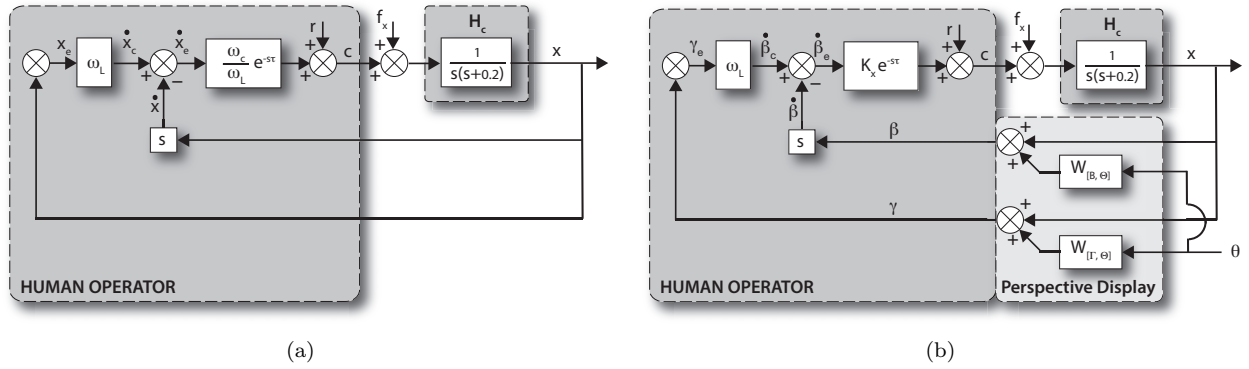 x_e ω_L ẋ_c + − ẋ_e ω_c/ω_L e^{-sτ} r + + c f_x + + H_c 1/s(s+0.2) x
ẋ
s
HUMAN OPERATOR
(a)
γ_e ω_L β̇_c + − β̇_e K_x e^{-sτ} r + + c f_x + + H_c 1/s(s+0.2) x
β̇
s β + +
W_[B, Θ]
γ + +
W_[Γ, Θ] θ
HUMAN OPERATOR Perspective Display
(b)